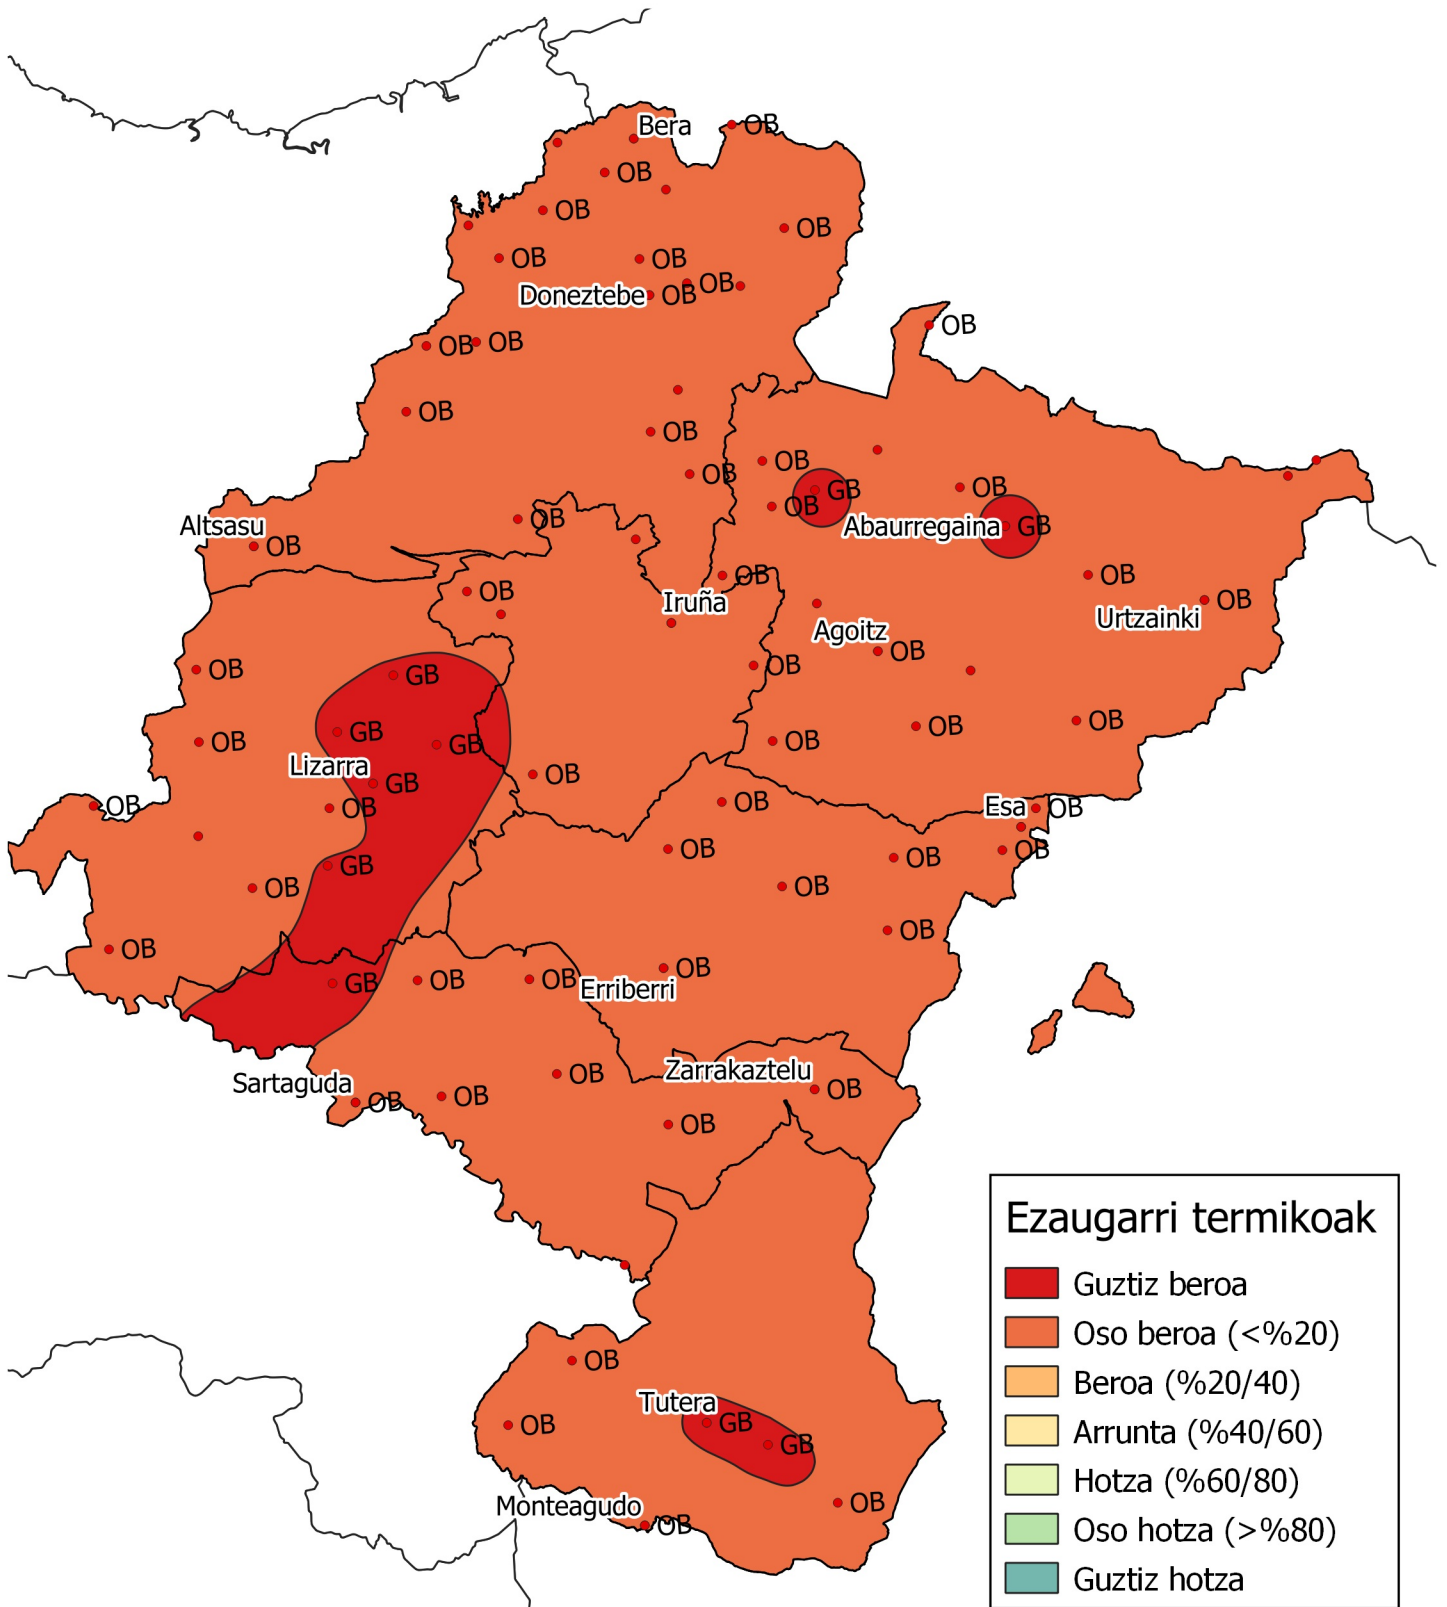 Bera
OB
OB
OB
OB
OB
OB
OB
Doneztebe
OB
OB
OB
OB
OB
OB
OB
OB
OB
GB
OB
OB
Altsasu
OB
OB
Abaurregaina
GB
OB
OB
OB
Iruña
OB
Urtzainki
Agoitz
OB
OB
OB
GB
OB
GB
GB
OB
OB
OB
Lizarra
GB
OB
OB
OB
OB
Esa
OB
OB
OB
OB
GB
OB
OB
OB
OB
OB
GB
OB
OB
Erriberri
Zarrakaztelu
OB
Sartaguda
OB
OB
OB
OB
OB
Tutera
OB
GB
GB
Monteagudo
OB
OB
Ezaugarri termikoak
Guztiz beroa
Oso beroa (<%20)
Beroa (%20/40)
Arrunta (%40/60)
Hotza (%60/80)
Oso hotza (>%80)
Guztiz hotza